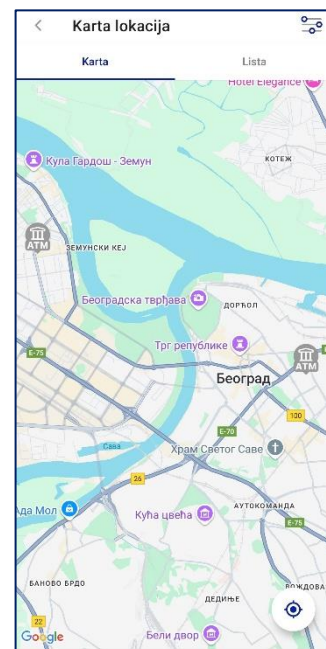 Karta lokacija
Karta
Lista
Hotel Elegance
КОТЕЖ
Кула Гардош - Земун
ATM
ЗЕМУНСКИ КЕЈ
Београдска тврђава
ДОРЋОЛ
E-75
Трг републике
ATM
Београд
100
E-70
Сава
Храм Светог Саве
26
Ада Мол
Кућа цвећа
АУТОКОМАНДА
E-75
БАНОВО БРДО
ДЕДИЊЕ
ВОЖДОВА
22
Google
Бели двор